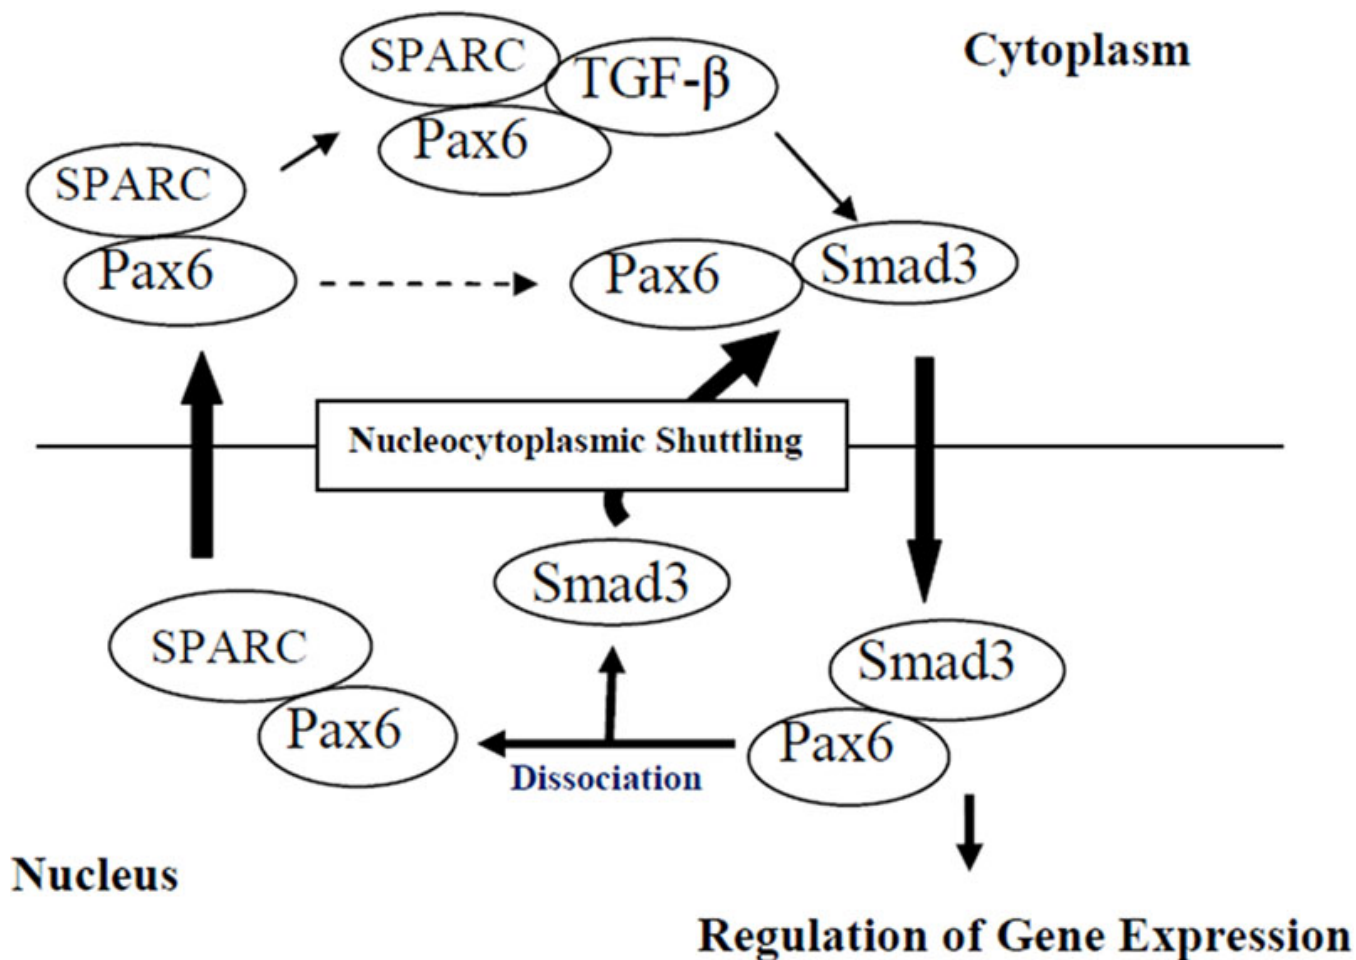 Cytoplasm
SPARC
TGF-β
Pax6
SPARC
Pax6
Pax6
Smad3
Nucleocytoplasmic Shuttling
Smad3
SPARC
Pax6
Dissociation
Smad3
Pax6
Nucleus
Regulation of Gene Expression